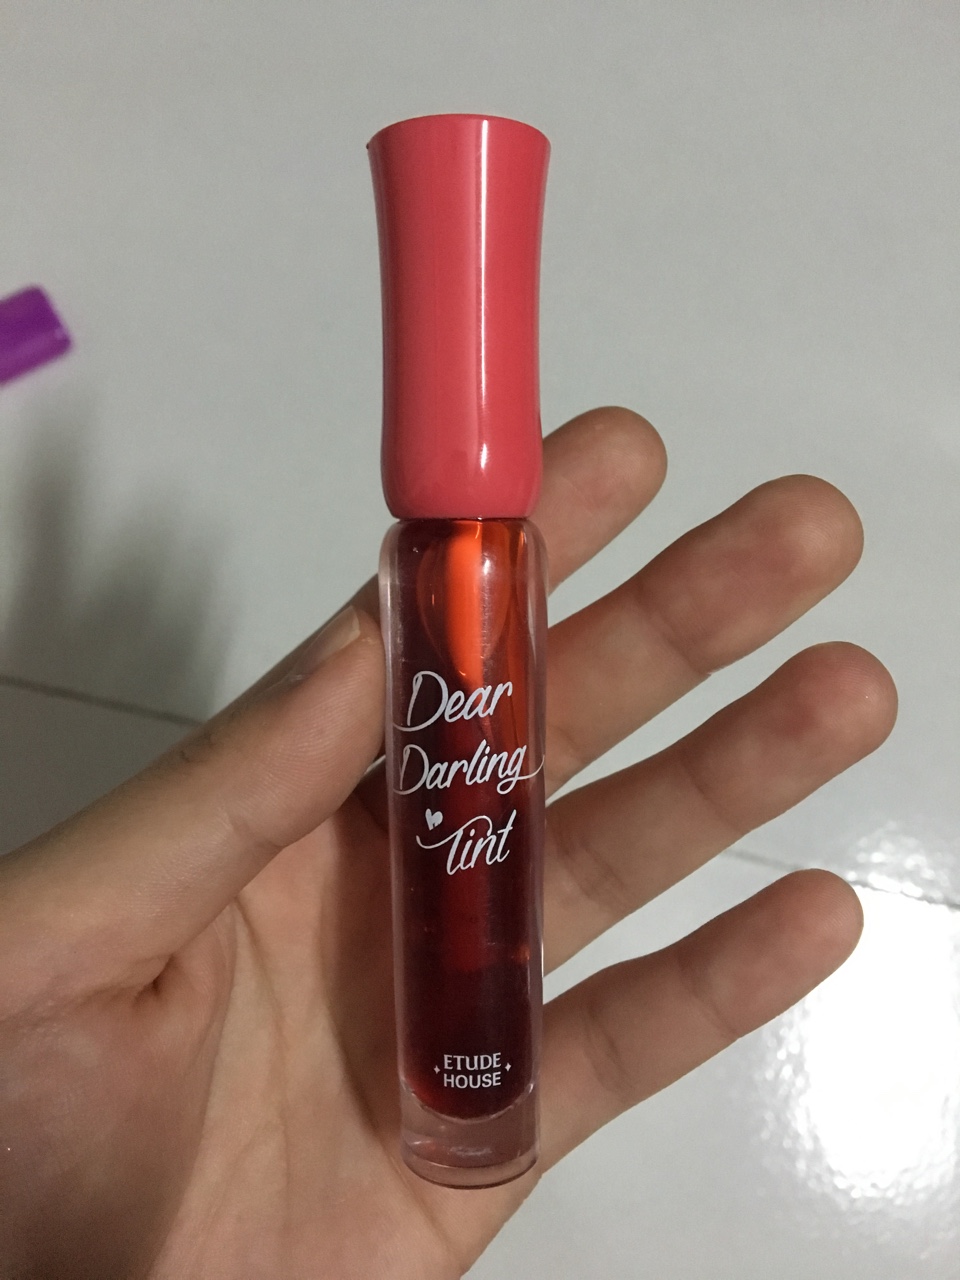 Dear
Darling
Tint
ETUDE
HOUSE